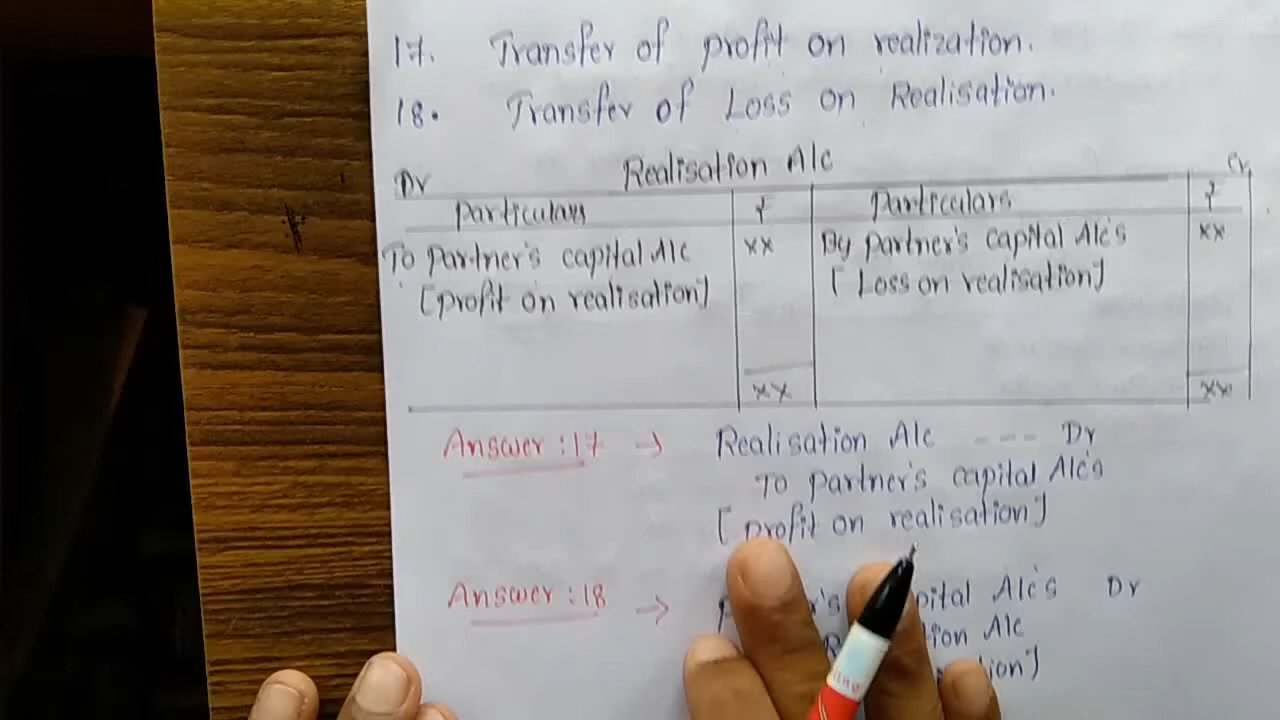 17. Transfer of profit on realization.
18. Transfer of Loss on Realisation.
Dr Realisation A/c Cr
Particulars ₹ Particulars ₹
To partner's capital A/c xx By partner's capital A/c's xx
[profit on realisation] [Loss on realisation]
xx xx
Answer:17 → Realisation A/c --- Dr
To partner's capital A/c's
[profit on realisation]
Answer:18 → A/c's Dr
A/c